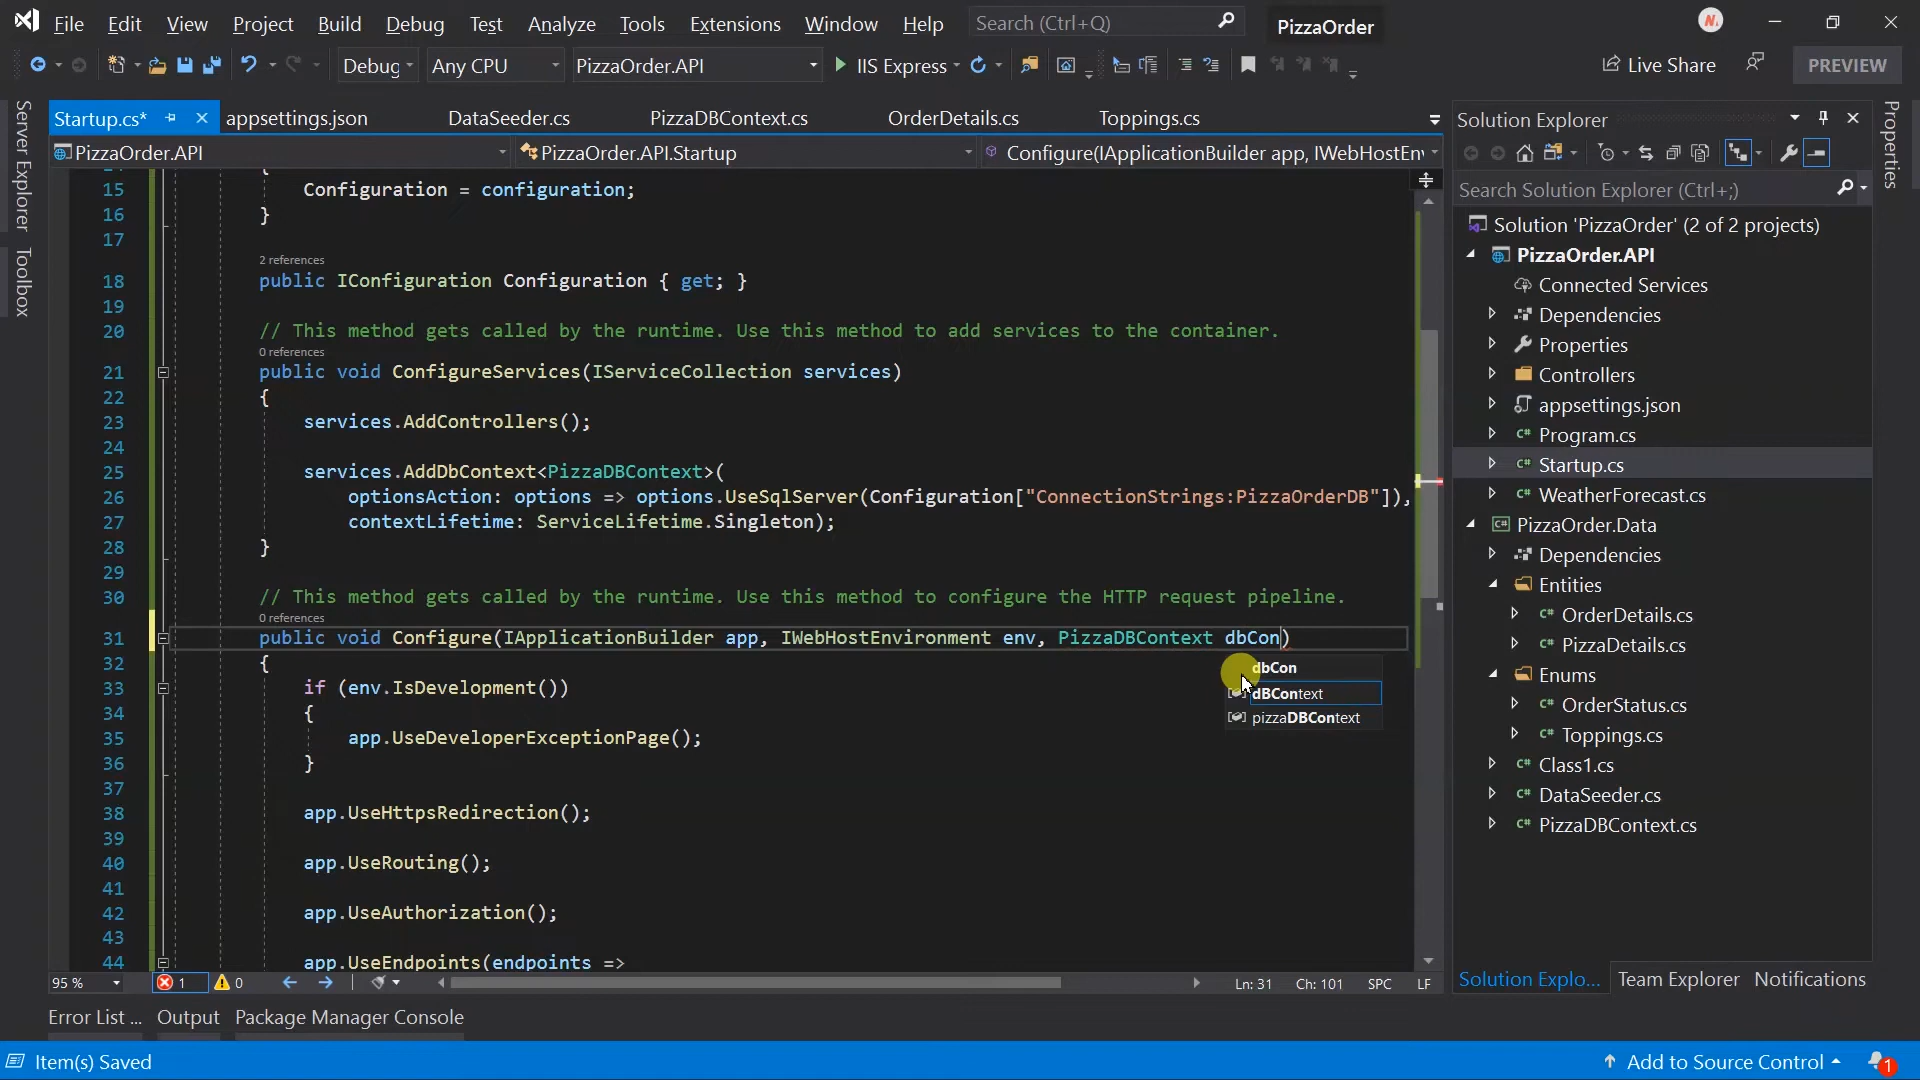 File Edit View Project Build Debug Test Analyze Tools Extensions Window Help Search (Ctrl+Q) PizzaOrder
Debug Any CPU PizzaOrder.API IIS Express Live Share PREVIEW
Server Explorer
Toolbox
Startup.cs* appsettings.json DataSeeder.cs PizzaDBContext.cs OrderDetails.cs Toppings.cs
PizzaOrder.API PizzaOrder.API.Startup Configure(IApplicationBuilder app, IWebHostEnv
15 Configuration = configuration;
16 }
17
2 references
18 public IConfiguration Configuration { get; }
19
20 // This method gets called by the runtime. Use this method to add services to the container.
0 references
21 public void ConfigureServices(IServiceCollection services)
22 {
23 services.AddControllers();
24
25 services.AddDbContext<PizzaDBContext>(
26 optionsAction: options => options.UseSqlServer(Configuration["ConnectionStrings:PizzaOrderDB"]),
27 contextLifetime: ServiceLifetime.Singleton);
28 }
29
30 // This method gets called by the runtime. Use this method to configure the HTTP request pipeline.
0 references
31 public void Configure(IApplicationBuilder app, IWebHostEnvironment env, PizzaDBContext dbCon)
32 {
dbCon
dBContext
pizzaDBContext
33 if (env.IsDevelopment())
34 {
35 app.UseDeveloperExceptionPage();
36 }
37
38 app.UseHttpsRedirection();
39
40 app.UseRouting();
41
42 app.UseAuthorization();
43
44 app.UseEndpoints(endpoints =>
95 % 1 0 Ln: 31 Ch: 101 SPC LF
Error List ... Output Package Manager Console
Item(s) Saved Add to Source Control 1
Solution Explorer
Search Solution Explorer (Ctrl+;)
Solution 'PizzaOrder' (2 of 2 projects)
PizzaOrder.API
Connected Services
Dependencies
Properties
Controllers
appsettings.json
Program.cs
Startup.cs
WeatherForecast.cs
PizzaOrder.Data
Dependencies
Entities
OrderDetails.cs
PizzaDetails.cs
Enums
OrderStatus.cs
Toppings.cs
Class1.cs
DataSeeder.cs
PizzaDBContext.cs
Solution Explo... Team Explorer Notifications
Properties